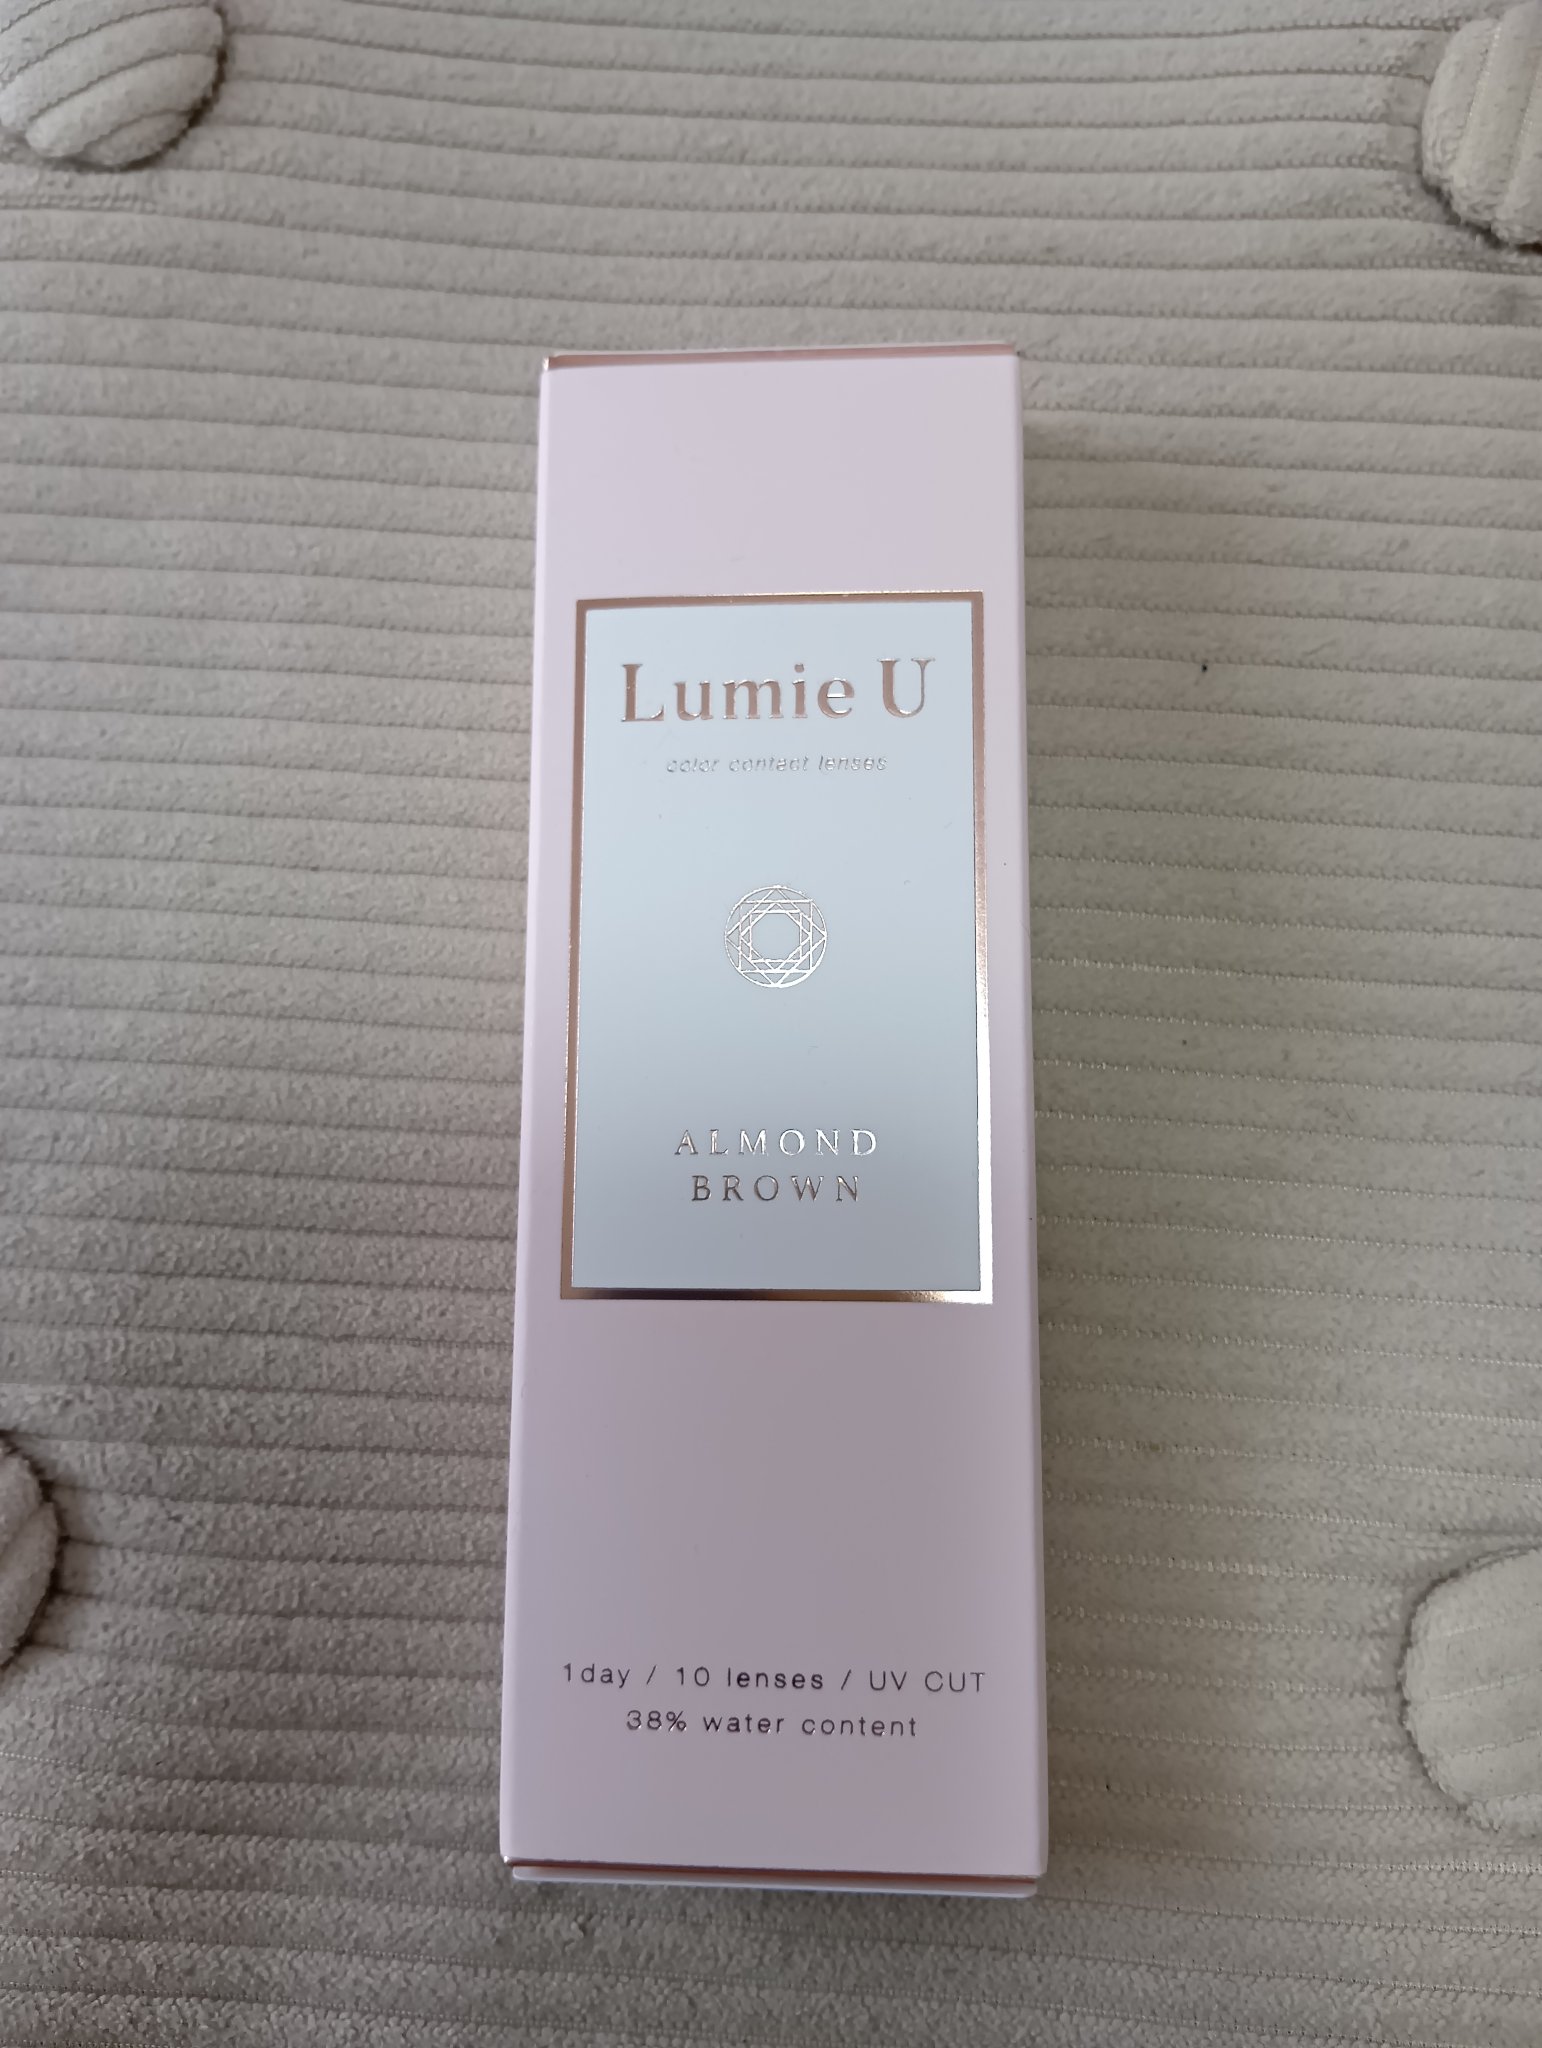 Lumie U
color contact lenses
ALMOND
BROWN
1day / 10 lenses / UV CUT
38% water content